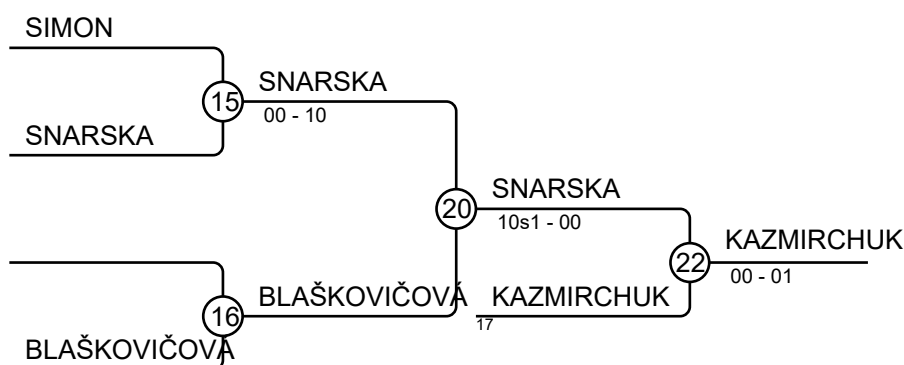 SIMON
15
SNARSKA
00 - 10
SNARSKA
20
SNARSKA
10s1 - 00
22
KAZMIRCHUK
00 - 01
16
BLAŠKOVIČOVÁ
KAZMIRCHUK
17
BLAŠKOVIČOVÁ